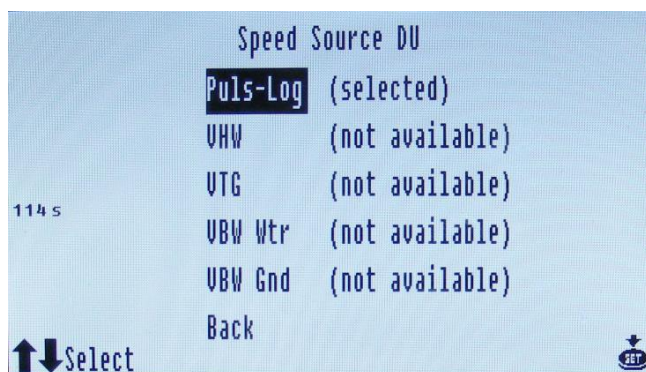 Speed Source DU
Puls-Log (selected)
VHW (not available)
VTG (not available)
114 s
VBW Wtr (not available)
VBW Gnd (not available)
Back
Select
SET